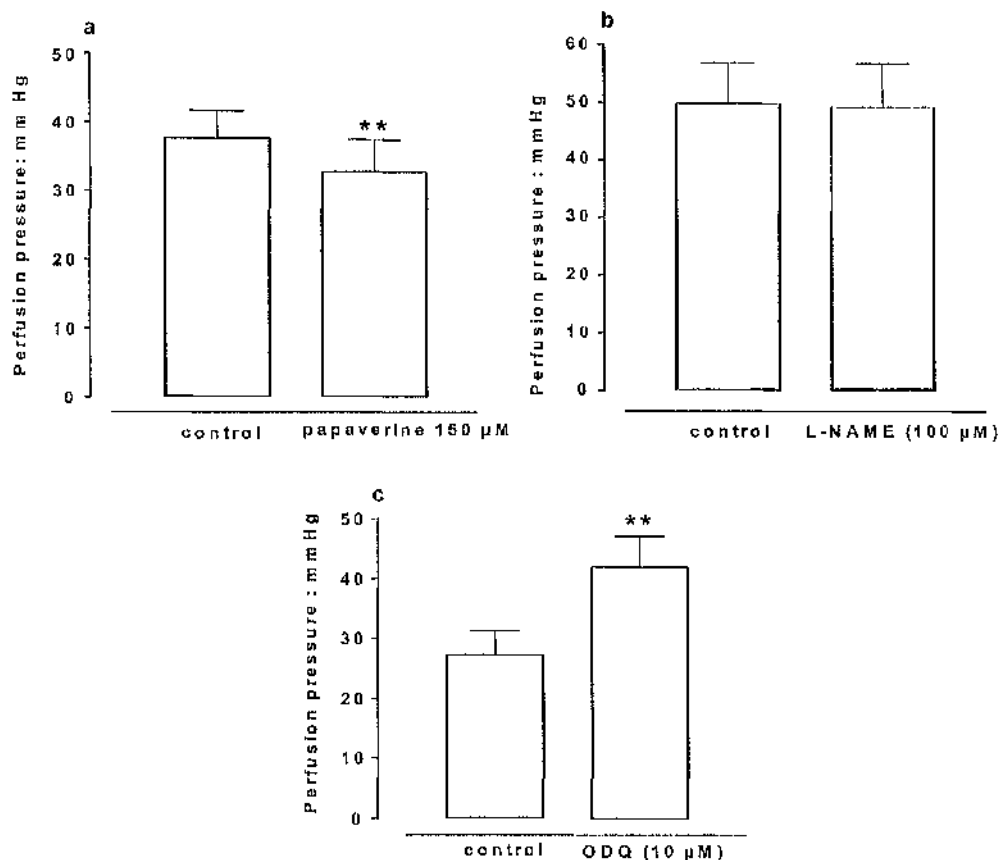 a
Perfusion pressure: mm Hg
50
40
30
20
10
0
**
control
papaverine 150 µM
b
Perfusion pressure : mmHg
60
50
40
30
20
10
0
control
L-NAME (100 µM)
c
Perfusion pressure : mmHg
50
40
30
20
10
0
**
control
ODQ (10 µM)